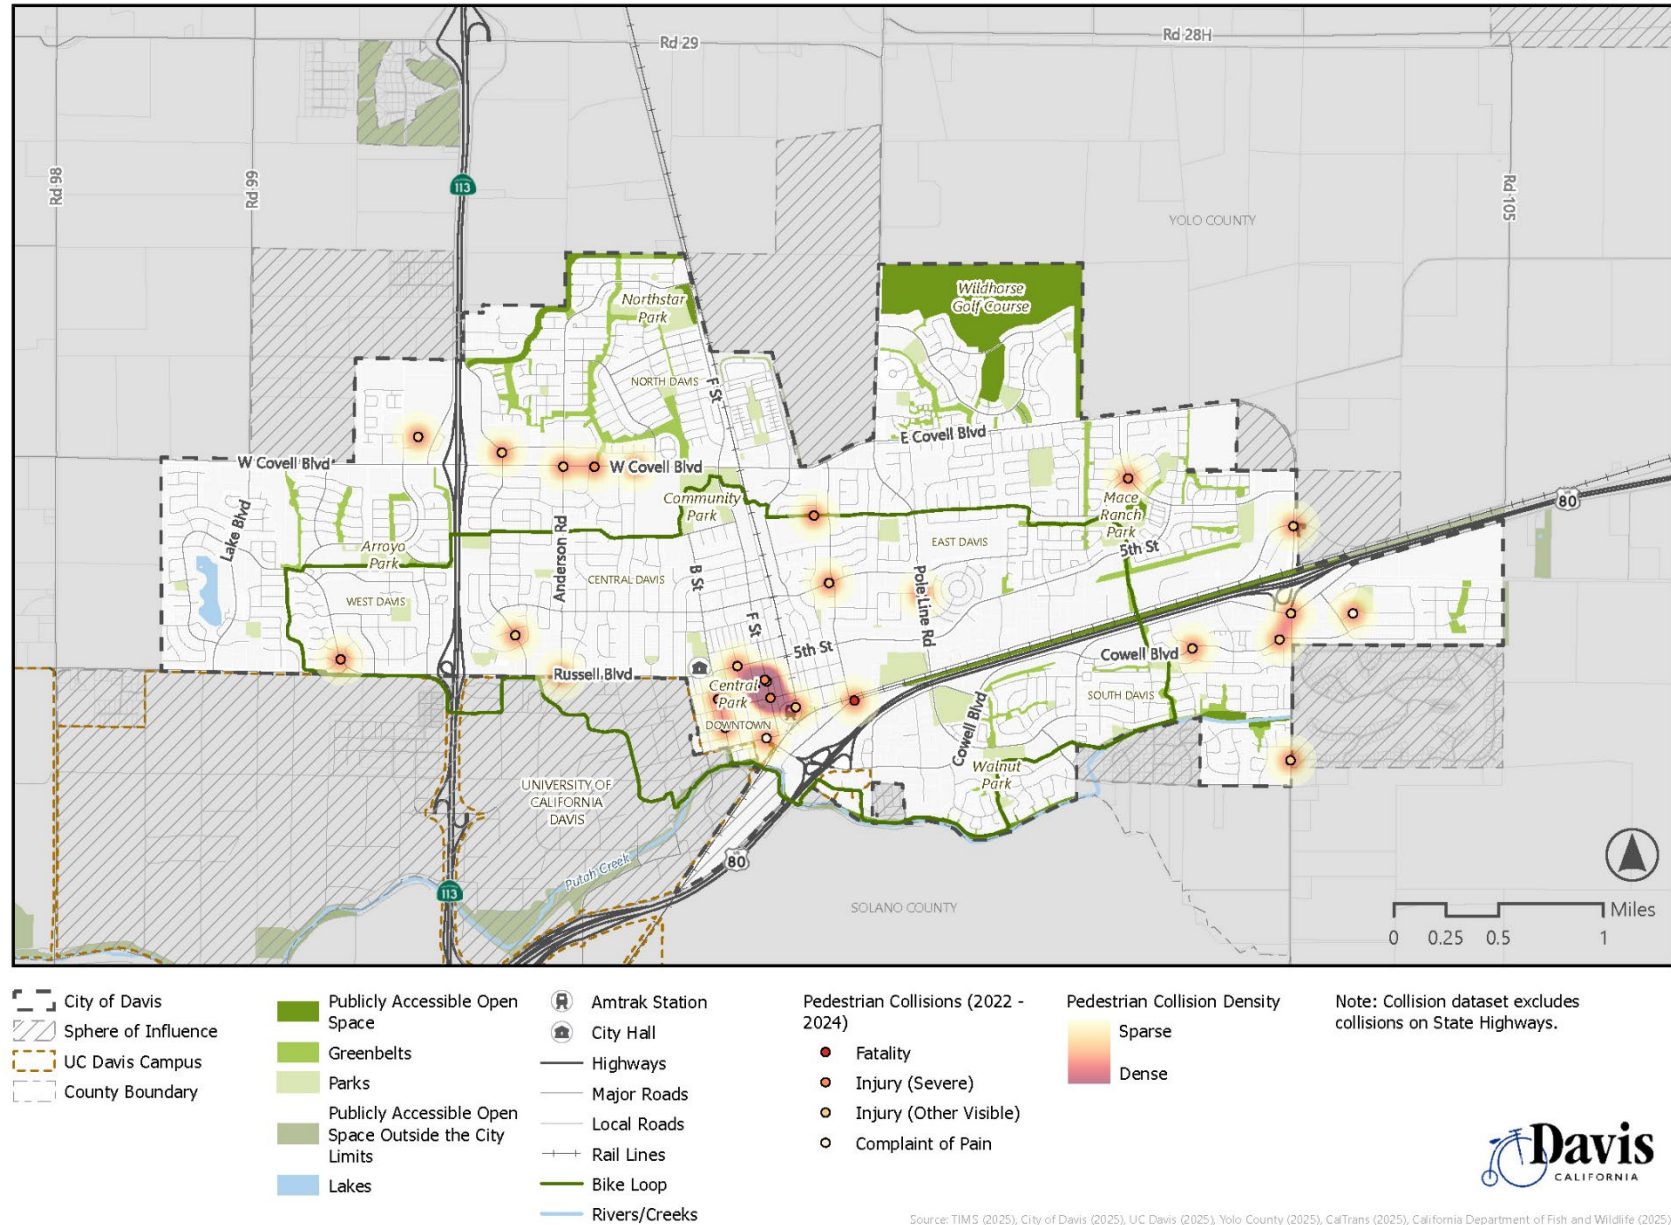 Rd 29
Rd 28H
Rd 98
Rd 99
113
Rd 105
YOLO COUNTY
Northstar
Park
Wildhorse
Golf Course
NORTH DAVIS
F St
E Covell Blvd
W Covell Blvd
W Covell Blvd
Community
Park
Mace
Ranch
Park
80
Lake Blvd
Arroyo
Park
Anderson Rd
EAST DAVIS
5th St
CENTRAL DAVIS
B St
Pole Line Rd
WEST DAVIS
F St
5th St
Russell Blvd
Cowell Blvd
Central
Park
DOWNTOWN
SOUTH DAVIS
Cowell Blvd
Walnut
Park
UNIVERSITY OF
CALIFORNIA
DAVIS
Putah Creek
80
113
SOLANO COUNTY
Miles
0 0.25 0.5 1
City of Davis
Sphere of Influence
UC Davis Campus
County Boundary
Publicly Accessible Open
Space
Greenbelts
Parks
Publicly Accessible Open
Space Outside the City
Limits
Lakes
Amtrak Station
City Hall
Highways
Major Roads
Local Roads
Rail Lines
Bike Loop
Rivers/Creeks
Pedestrian Collisions (2022 -
2024)
Fatality
Injury (Severe)
Injury (Other Visible)
Complaint of Pain
Pedestrian Collision Density
Sparse
Dense
Note: Collision dataset excludes
collisions on State Highways.
Davis
CALIFORNIA
Source: TIMS (2025), City of Davis (2025), UC Davis (2025), Yolo County (2025), CalTrans (2025), California Department of Fish and Wildlife (2025)